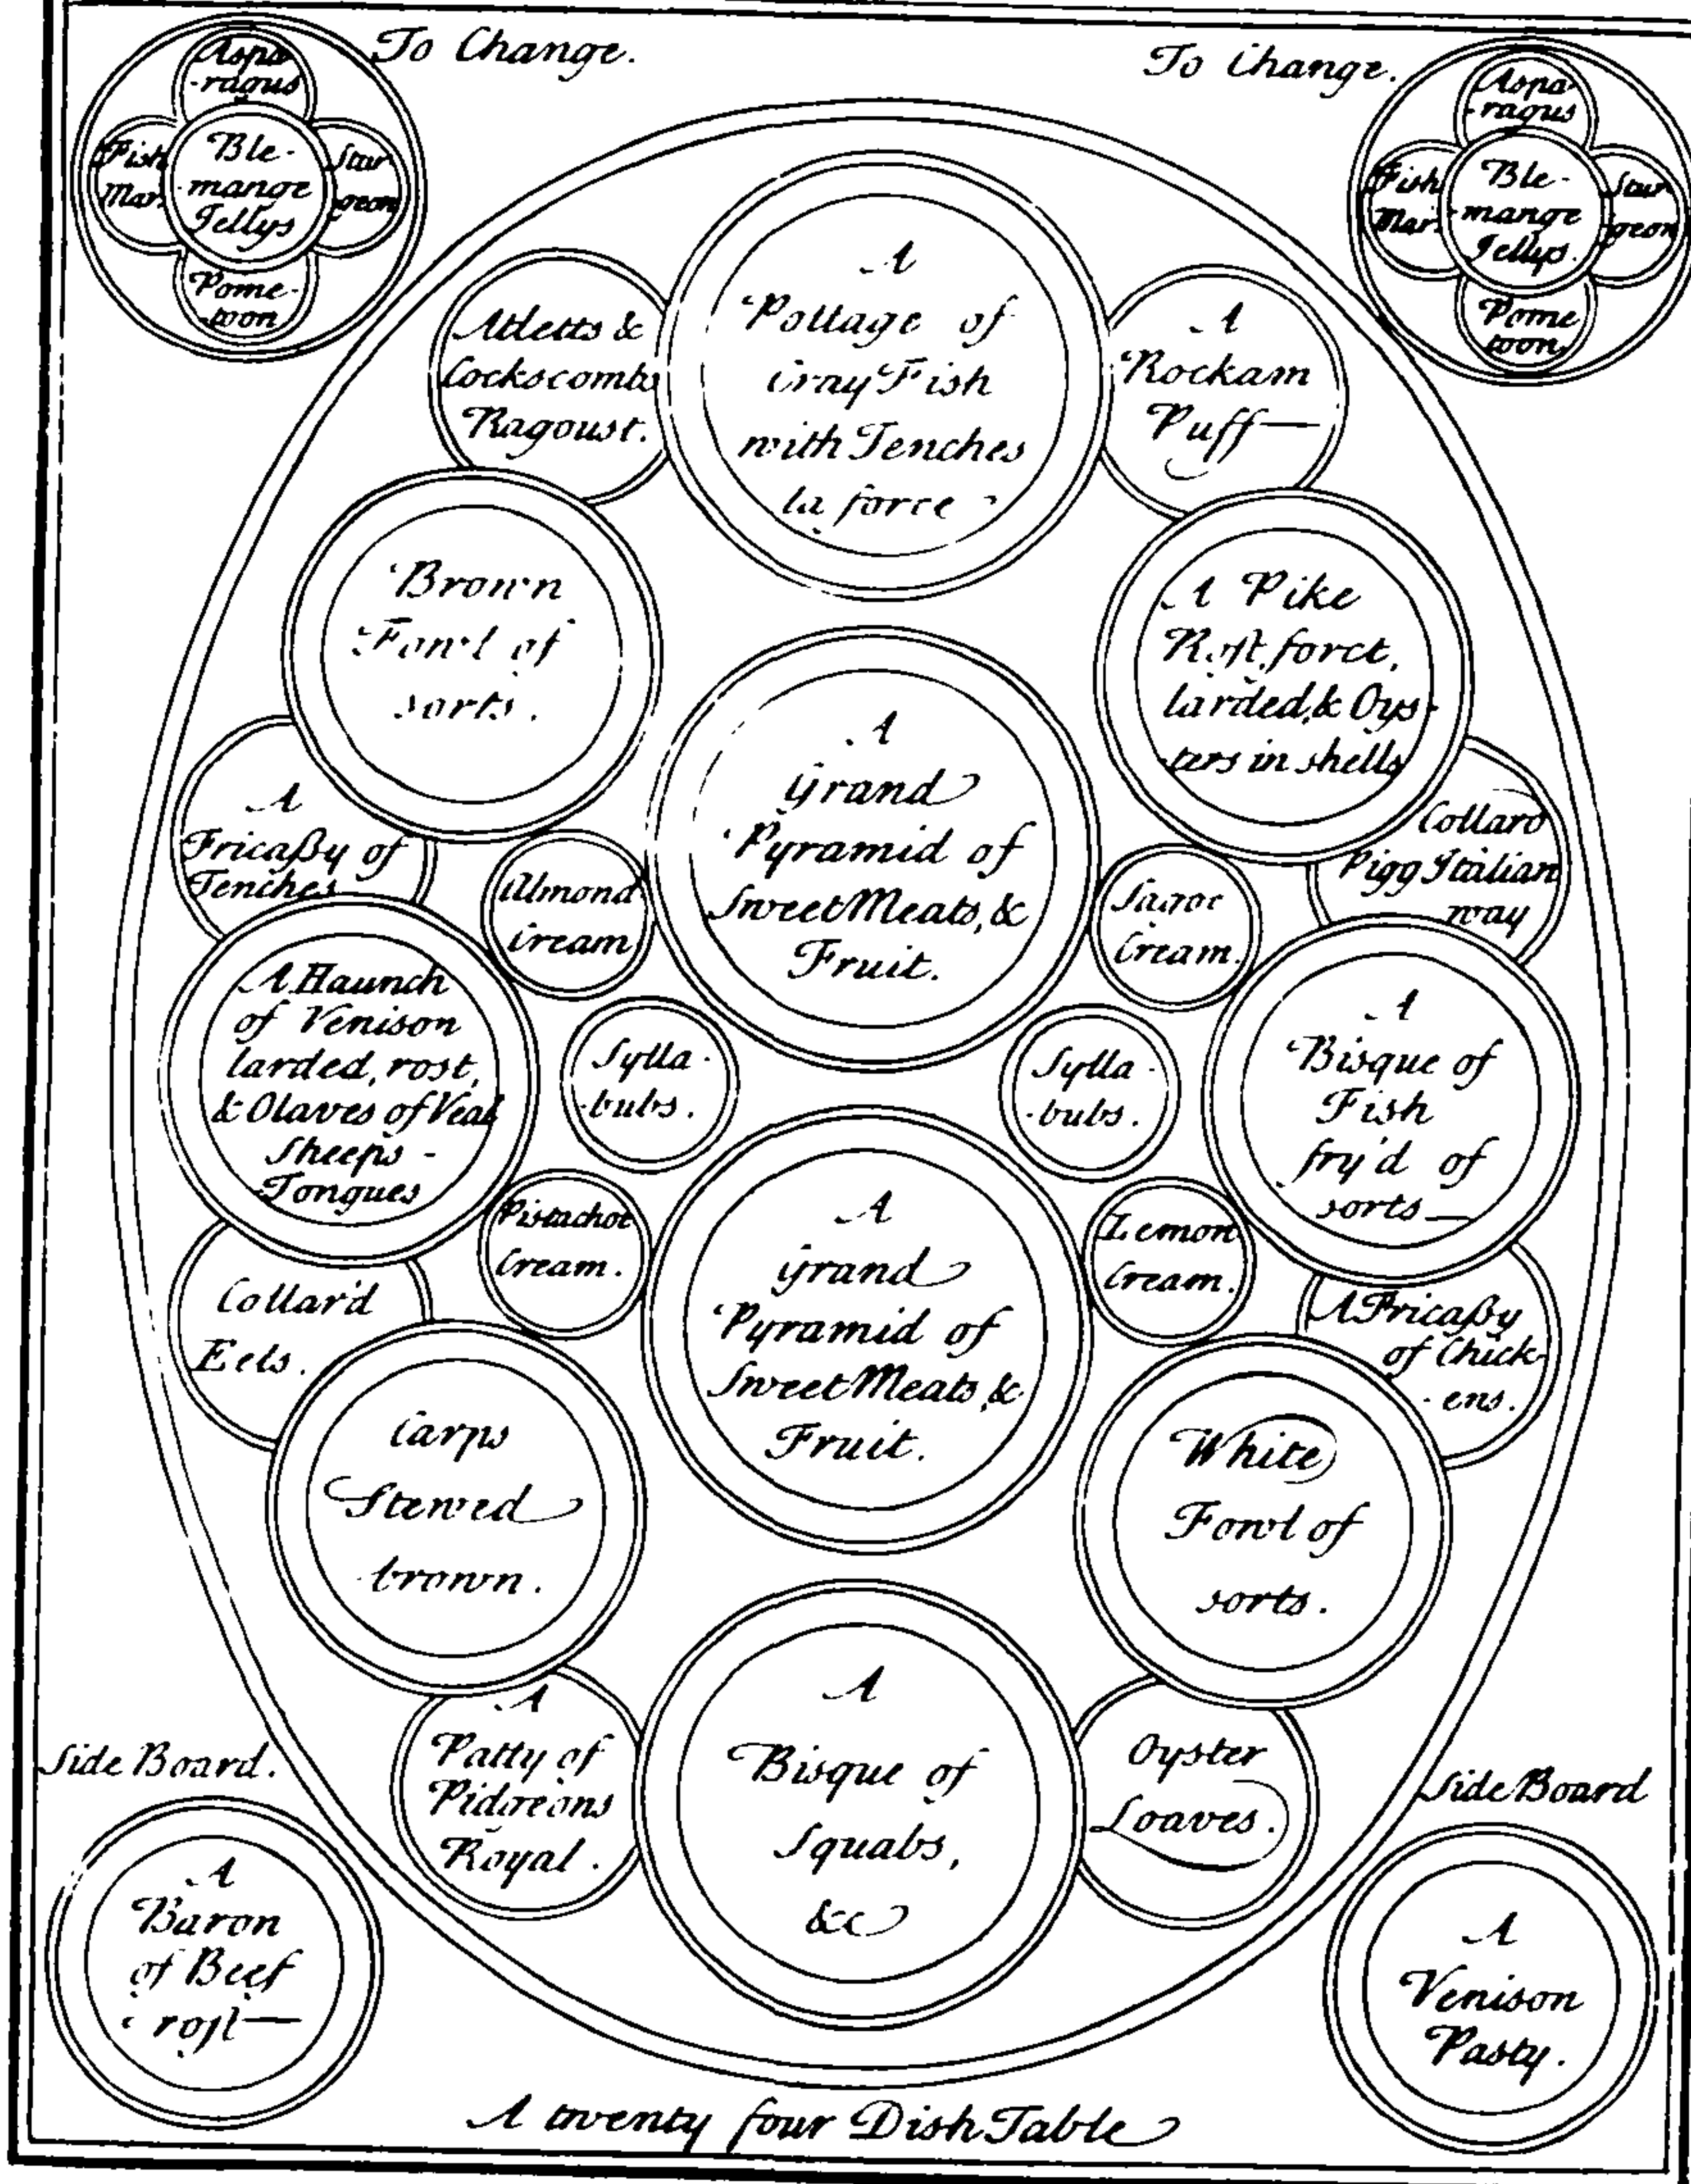 To Change.
Aspa
-ragus
Fish
Mar.
Ble-
mange
Jellys
Stur
geon
Pome-
toon
To Change.
Aspa-
ragus
Fish
Mar.
Ble-
mange
Jellys.
Stur
geon
Pome
toon
A
Pottage of
Cray Fish
with Tenches
la force
Atletts &
Cockscombs
Ragoust.
A
Rockam
Puff—
Brown
Fowl of
sorts.
A Pike
Rost, forct,
larded, & Oys-
-ters in shells
A
Grand
Pyramid of
Sweet Meats, &
Fruit.
A
Fricaßy of
Tenches
Almond
Cream
Sagoe
Cream.
Collard
Pigg Italian
way
A Haunch
of Venison
larded, rost,
& Olaves of Veal
Sheeps -
Tongues
Sylla-
-bubs.
Sylla-
-bubs.
A
Bisque of
Fish
fry'd of
sorts—
Pistachoe
Cream.
A
Grand
Pyramid of
Sweet Meats, &
Fruit.
Lemon
Cream.
Collar'd
Eels.
A Fricaßy
of Chick-
-ens.
Carps
Stewed
brown.
White
Fowl of
sorts.
A
Patty of
Pidgeons
Royal.
A
Bisque of
Squabs,
&c
Oyster
Loaves.
Side Board.
A
Baron
of Beef
rost—
Side Board
A
Venison
Pasty.
A twenty four Dish Table